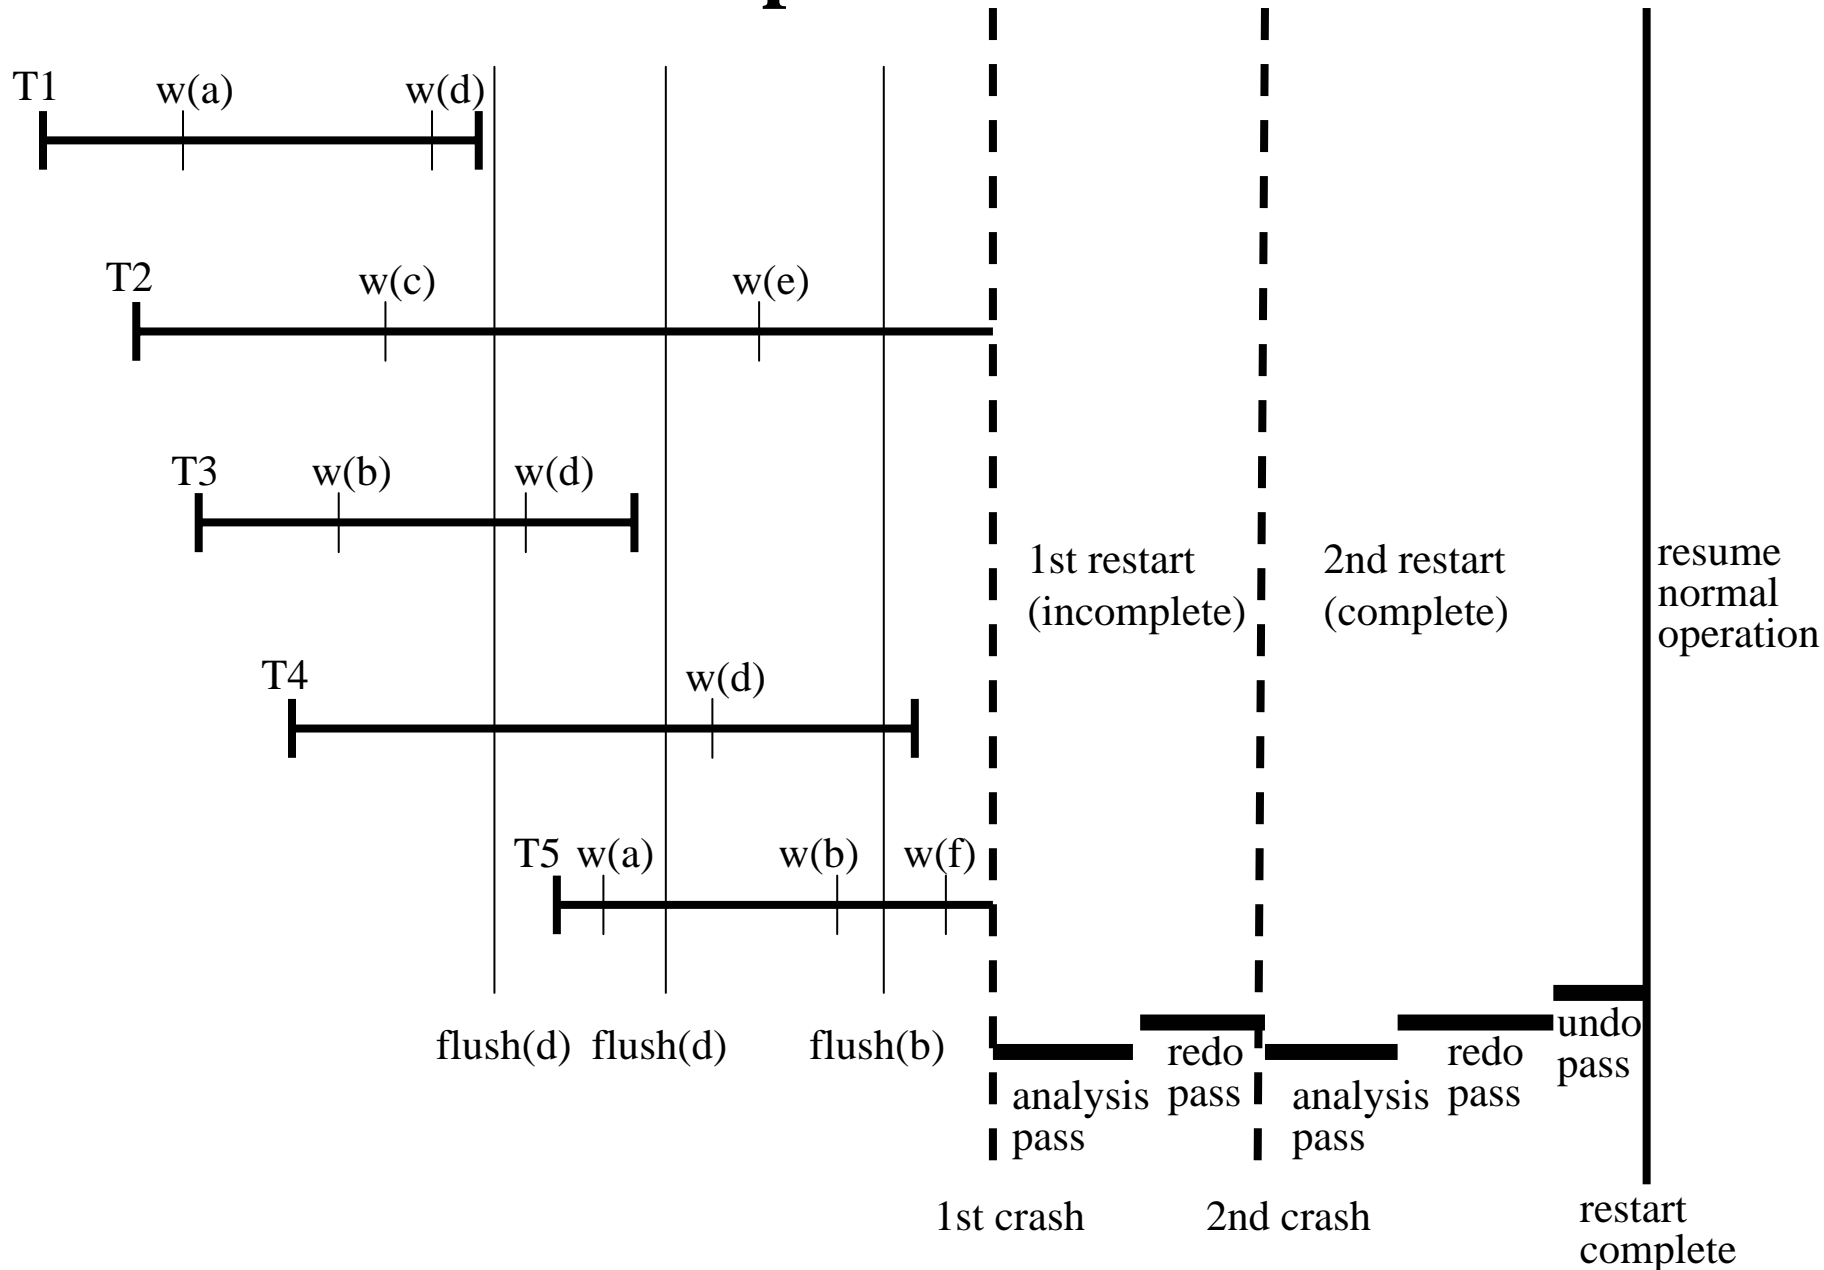 T1 w(a) w(d)
T2 w(c) w(e)
T3 w(b) w(d)
1st restart
(incomplete)
2nd restart
(complete)
resume
normal
operation
T4 w(d)
T5 w(a) w(b) w(f)
flush(d) flush(d) flush(b)
analysis
pass
redo
pass
analysis
pass
redo
pass
undo
pass
1st crash
2nd crash
restart
complete